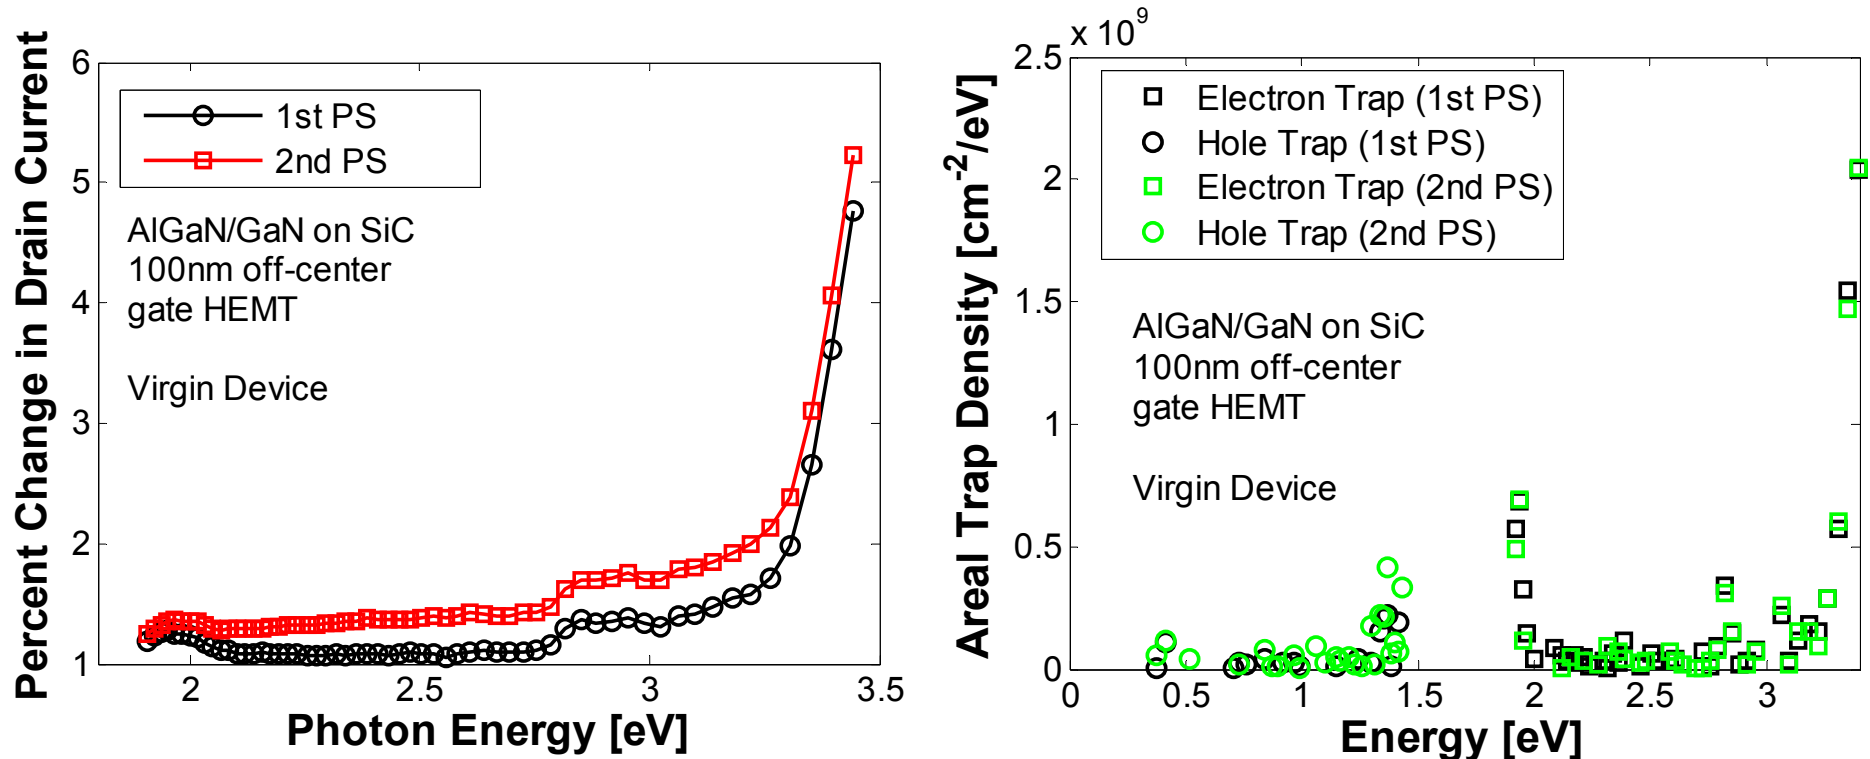 Percent Change in Drain Current
6
5
4
3
2
1
1st PS
2nd PS
AlGaN/GaN on SiC
100nm off-center
gate HEMT
Virgin Device
2
2.5
3
3.5
Photon Energy [eV]
Areal Trap Density [cm-2/eV]
x 10^9
2.5
2
1.5
1
0.5
0
Electron Trap (1st PS)
Hole Trap (1st PS)
Electron Trap (2nd PS)
Hole Trap (2nd PS)
AlGaN/GaN on SiC
100nm off-center
gate HEMT
Virgin Device
0
0.5
1
1.5
2
2.5
3
Energy [eV]